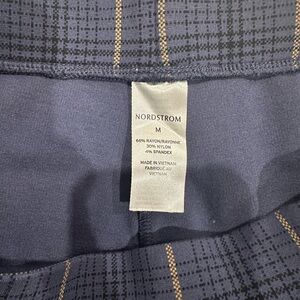 NORDSTROM
M
66% RAYON/RAYONNE
30% NYLON
4% SPANDEX
MADE IN VIETNAM
FABRIQUÉ AU
VIETNAM